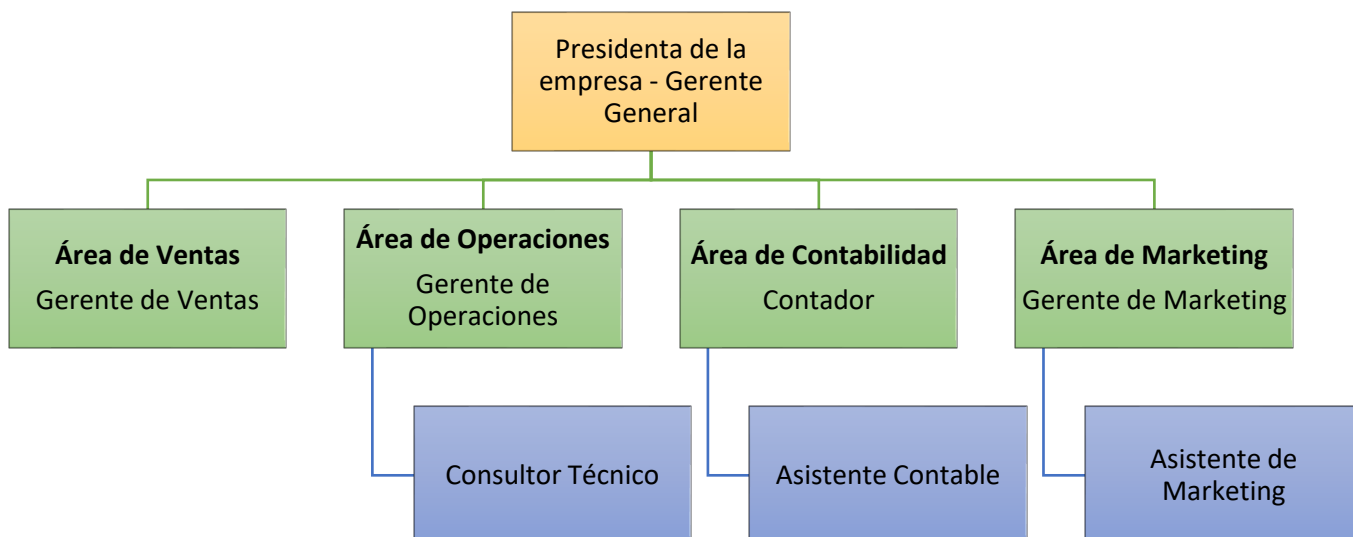 Presidenta de la
empresa - Gerente
General
Área de Ventas
Gerente de Ventas
Área de Operaciones
Gerente de
Operaciones
Área de Contabilidad
Contador
Área de Marketing
Gerente de Marketing
Consultor Técnico
Asistente Contable
Asistente de
Marketing